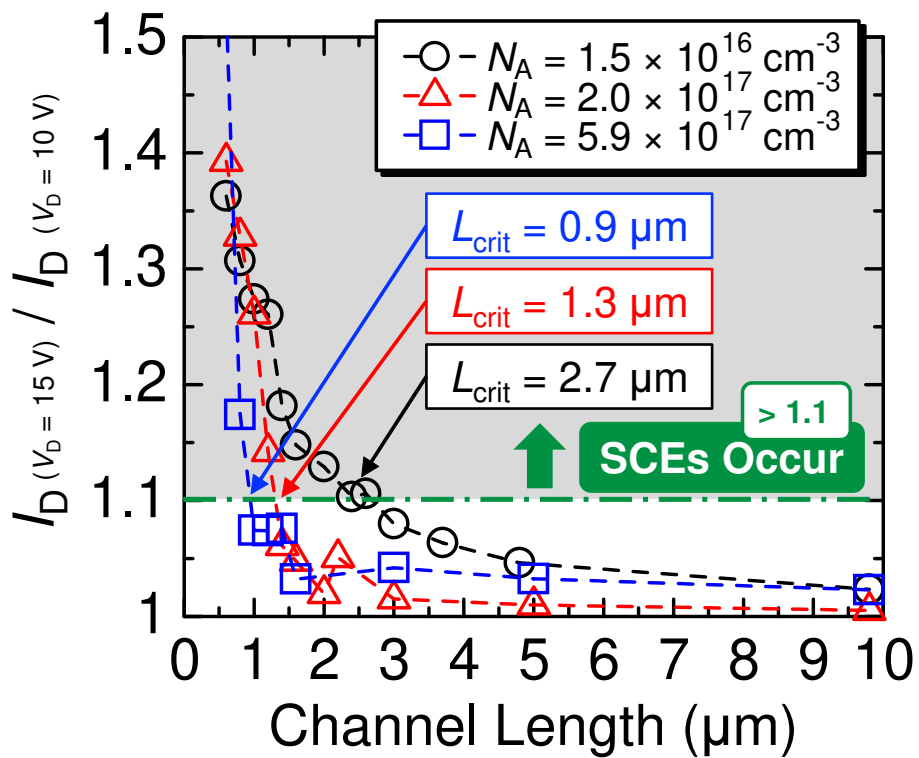 I_D (V_D = 15 V) / I_D (V_D = 10 V)
1.5
1.4
1.3
1.2
1.1
1
N_A = 1.5 × 10^16 cm^-3
N_A = 2.0 × 10^17 cm^-3
N_A = 5.9 × 10^17 cm^-3
L_crit = 0.9 µm
L_crit = 1.3 µm
L_crit = 2.7 µm
> 1.1
SCEs Occur
0 1 2 3 4 5 6 7 8 9 10
Channel Length (µm)